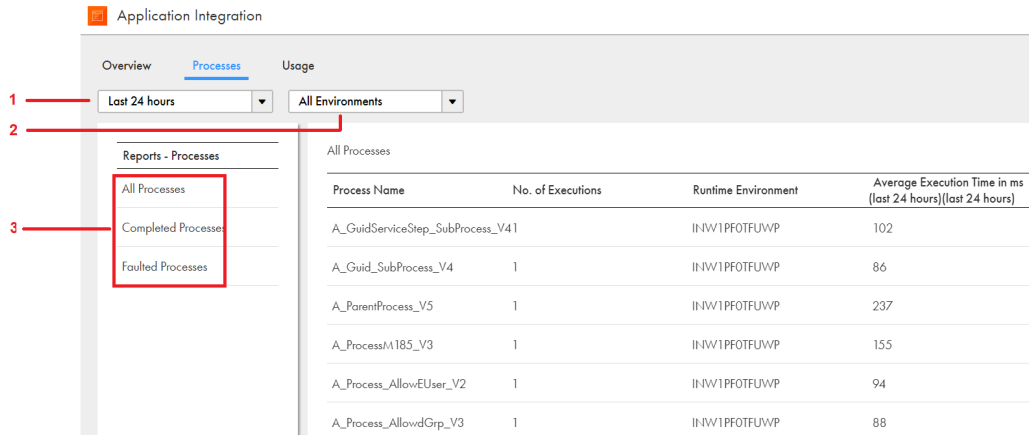 Application Integration
Overview Processes Usage
1 Last 24 hours All Environments
2
Reports - Processes
All Processes
3 Completed Processes
Faulted Processes
All Processes
Process Name No. of Executions Runtime Environment Average Execution Time in ms
(last 24 hours)(last 24 hours)
A_GuidServiceStep_SubProcess_V41 INW1PF0TFUWP 102
A_Guid_SubProcess_V4 1 INW1PF0TFUWP 86
A_ParentProcess_V5 1 INW1PF0TFUWP 237
A_ProcessM185_V3 1 INW1PF0TFUWP 155
A_Process_AllowEUser_V2 1 INW1PF0TFUWP 94
A_Process_AllowdGrp_V3 1 INW1PF0TFUWP 88